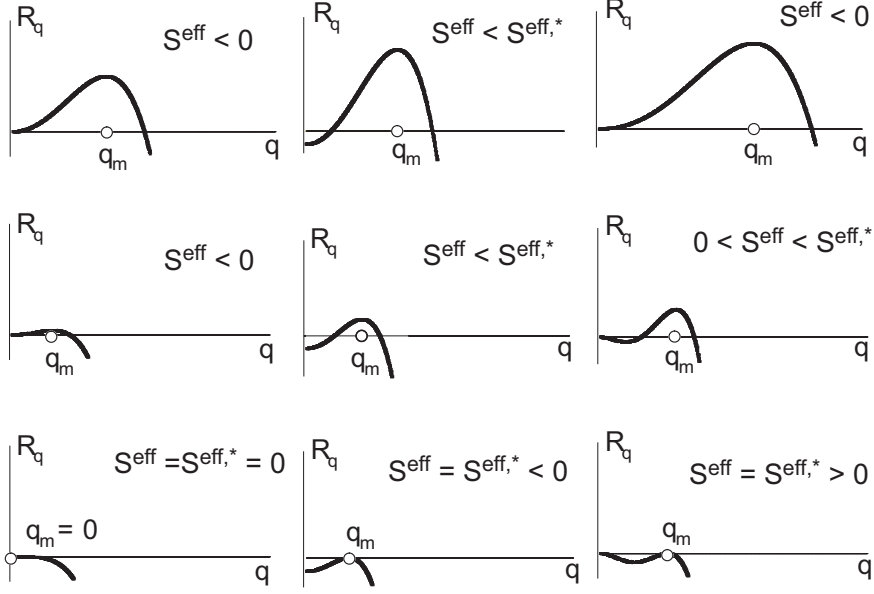 R_q
S^eff < 0
q_m
q
R_q
S^eff < S^eff,*
q_m
R_q
S^eff < 0
q_m
q
R_q
S^eff < 0
q_m
q
R_q
S^eff < S^eff,*
q_m
q
R_q
0 < S^eff < S^eff,*
q_m
q
R_q
S^eff =S^eff,* = 0
q_m = 0
q
R_q
S^eff = S^eff,* < 0
q_m
q
R_q
S^eff = S^eff,* > 0
q_m
q